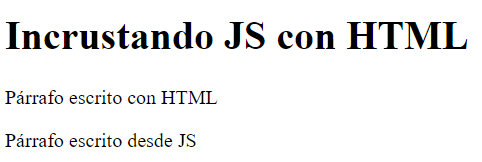 Incrustando JS con HTML
Párrafo escrito con HTML
Párrafo escrito desde JS